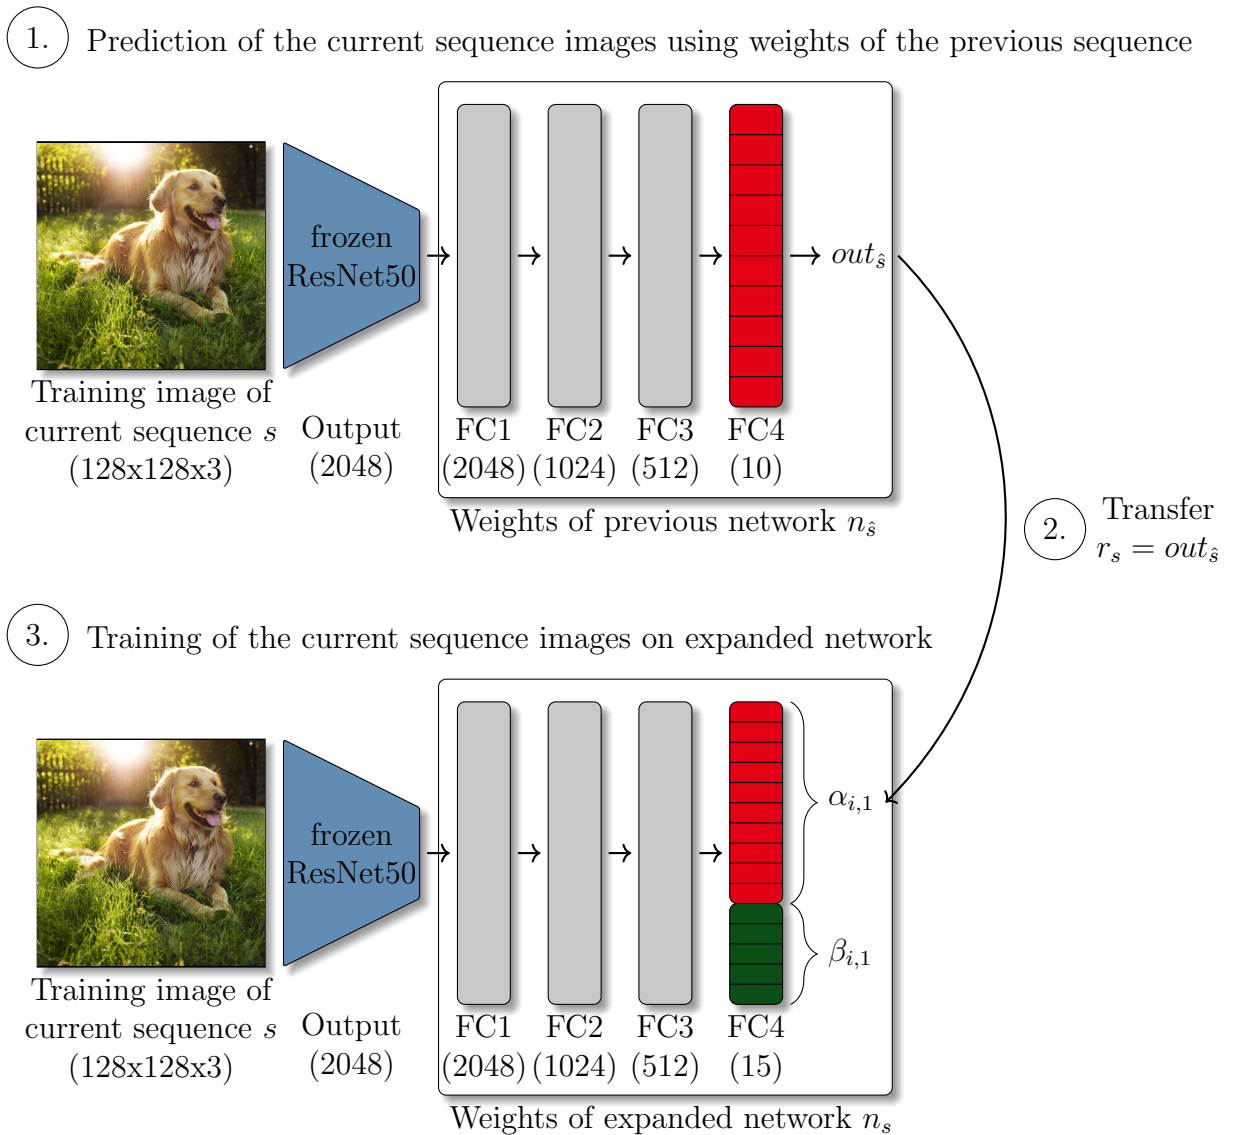 1. Prediction of the current sequence images using weights of the previous sequence
frozen
ResNet50
out_ŝ
Training image of
current sequence s
(128x128x3)
Output
(2048)
FC1
(2048)
FC2
(1024)
FC3
(512)
FC4
(10)
Weights of previous network n_ŝ
2. Transfer
r_s = out_ŝ
3. Training of the current sequence images on expanded network
frozen
ResNet50
α_{i,1}
β_{i,1}
Training image of
current sequence s
(128x128x3)
Output
(2048)
FC1
(2048)
FC2
(1024)
FC3
(512)
FC4
(15)
Weights of expanded network n_s